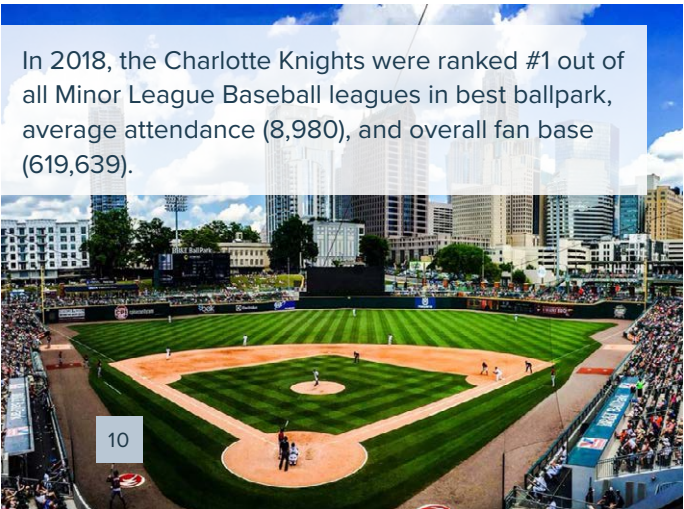 In 2018, the Charlotte Knights were ranked #1 out of
all Minor League Baseball leagues in best ballpark,
average attendance (8,980), and overall fan base
(619,639).
BB&T BallPark
10